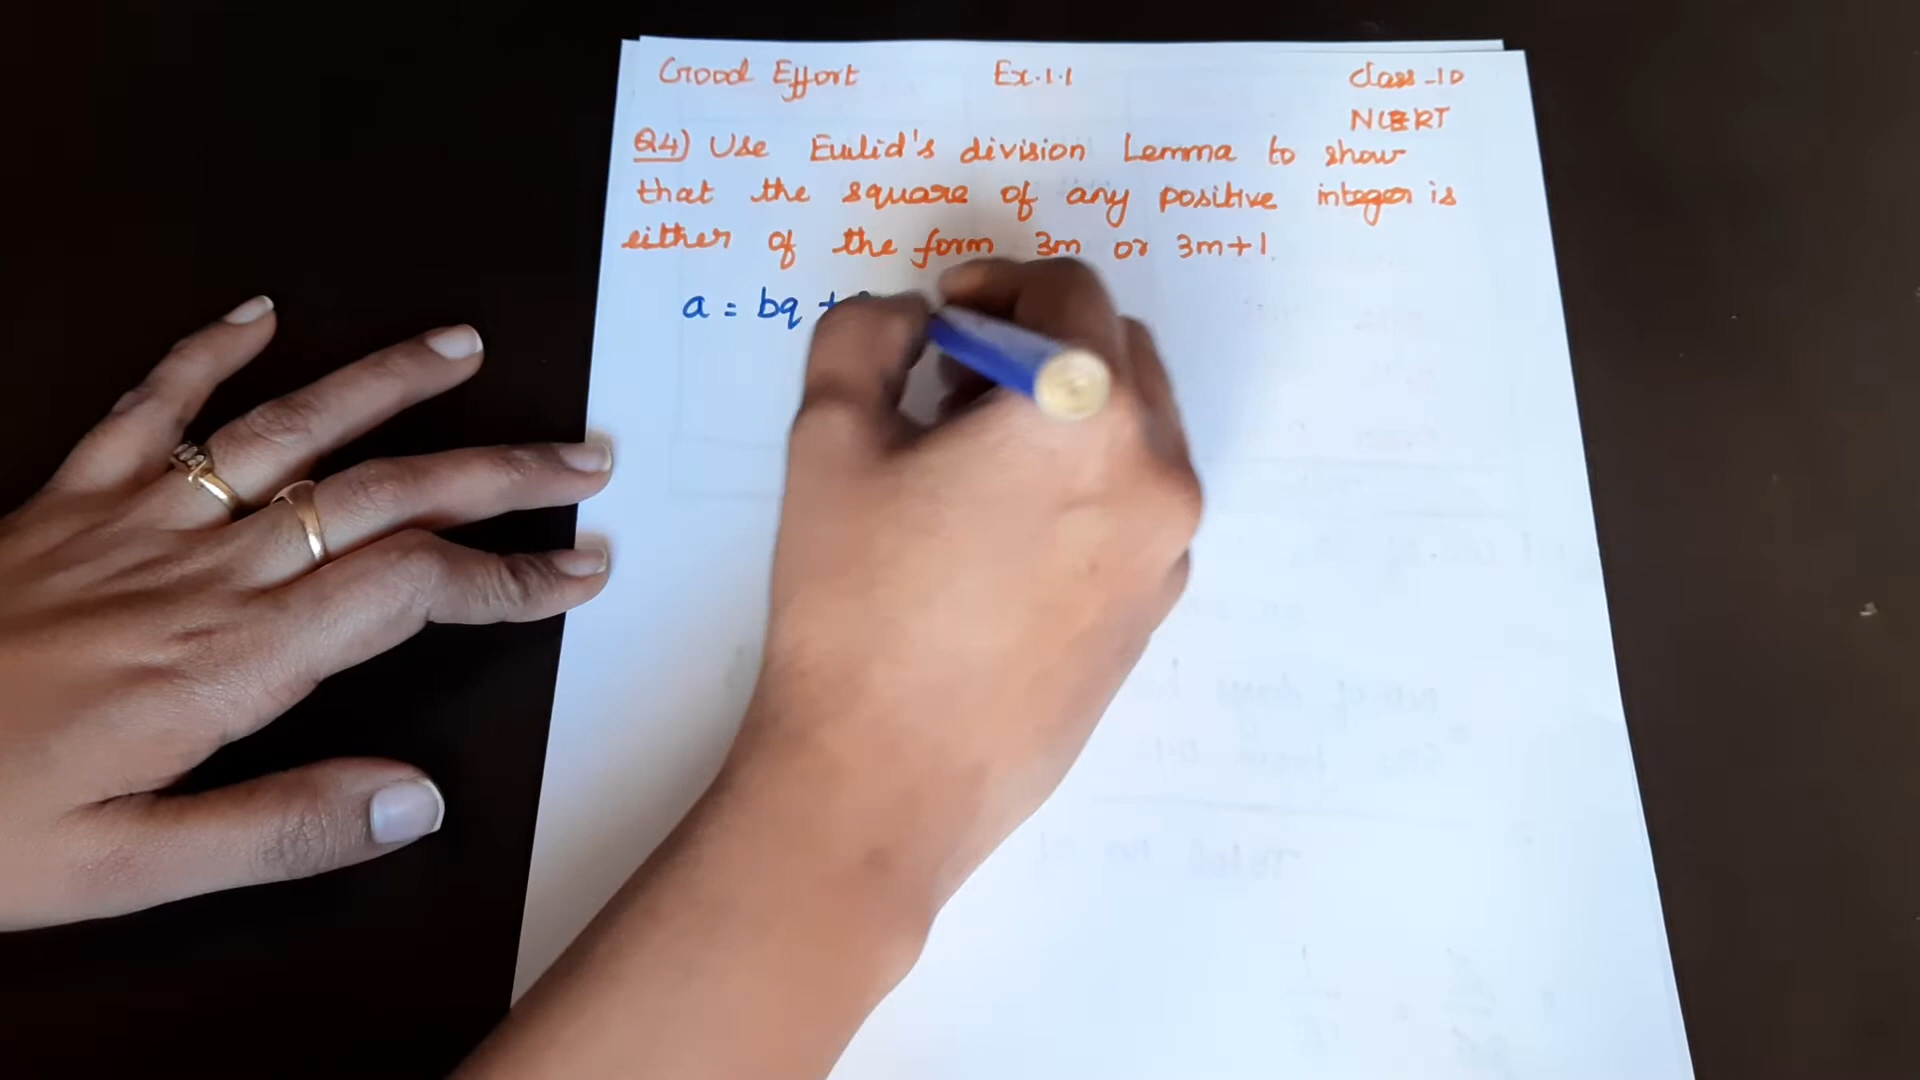 Good Effort Ex.1.1 Class-10
NCERT
Q4) Use Euclid's division Lemma to show
that the square of any positive integer is
either of the form 3m or 3m+1.
a = bq +